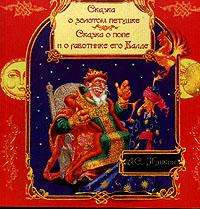 Сказка
о золотом петушке
Сказка о попе
и о работнике его Балде
А.С. Пушкин